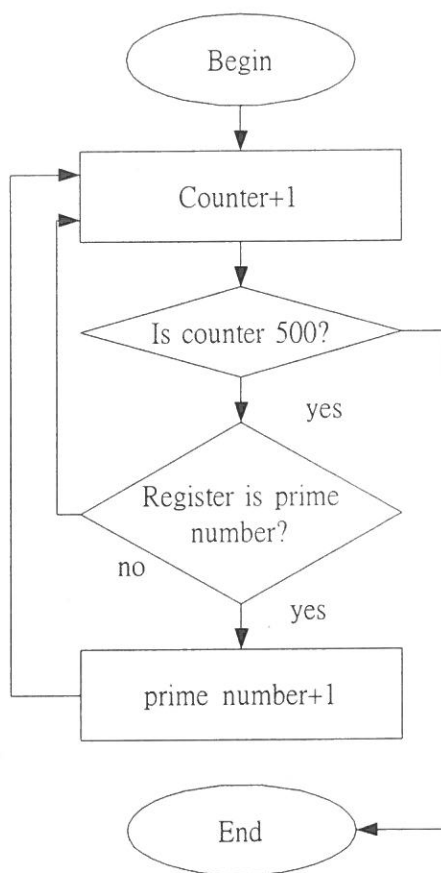 Begin
Counter+1
Is counter 500?
yes
Register is prime
number?
no
yes
prime number+1
End